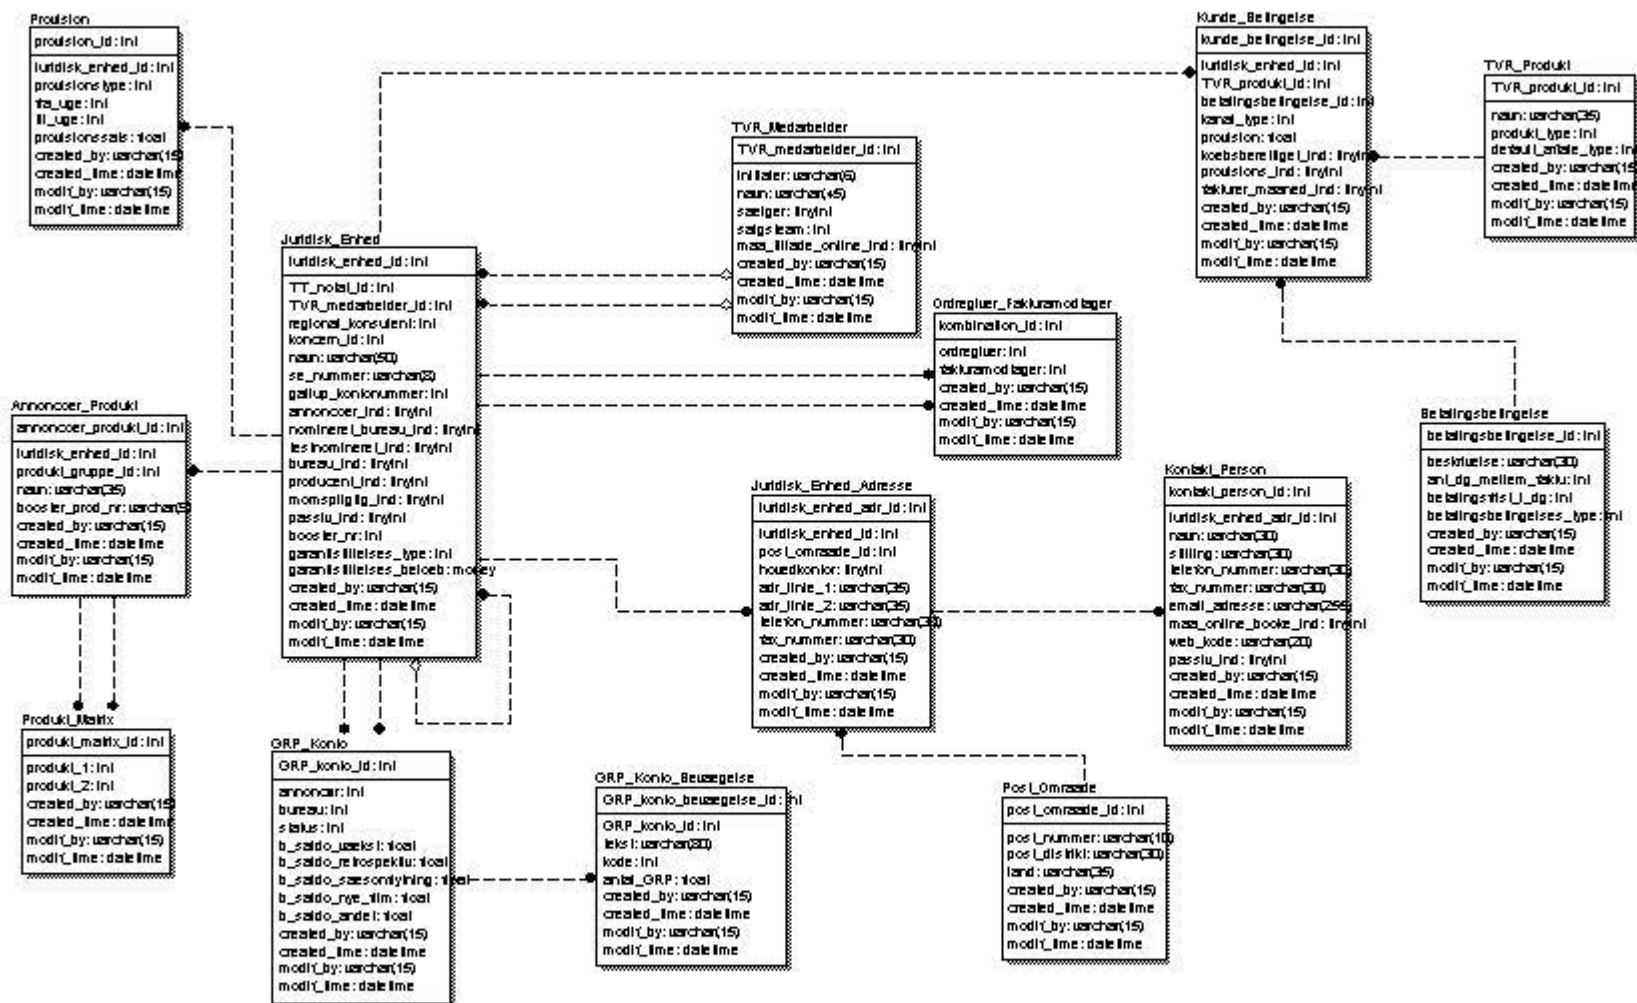 Provision
provision_id: int
juridisk_enhed_id: int
provisionstype: int
fra_uge: int
til_uge: int
provisionssats: float
created_by: varchar(15)
created_time: datetime
modif_by: varchar(15)
modif_time: datetime
Kunde_Betingelse
kunde_betingelse_id: int
juridisk_enhed_id: int
TVR_produkt_id: int
betalingsbetingelse_id: int
kanal_type: int
provision: float
koebsberettiget_ind: tinyint
provisions_ind: tinyint
fakturer_maaned_ind: tinyint
created_by: varchar(15)
created_time: datetime
modif_by: varchar(15)
modif_time: datetime
TVR_Produkt
TVR_produkt_id: int
navn: varchar(35)
produkt_type: int
default_aftale_type: int
created_by: varchar(15)
created_time: datetime
modif_by: varchar(15)
modif_time: datetime
TVR_Medarbejder
TVR_medarbejder_id: int
initialer: varchar(6)
navn: varchar(45)
saelger: tinyint
salgsteam: int
maa_tillade_online_ind: tinyint
created_by: varchar(15)
created_time: datetime
modif_by: varchar(15)
modif_time: datetime
Juridisk_Enhed
juridisk_enhed_id: int
TT_notat_id: int
TVR_medarbejder_id: int
regional_konsulent: int
koncern_id: int
navn: varchar(50)
se_nummer: varchar(8)
gallup_kontonummer: int
annoncoer_ind: tinyint
nomineret_bureau_ind: tinyint
testnomineret_ind: tinyint
bureau_ind: tinyint
producent_ind: tinyint
momspligtig_ind: tinyint
passiv_ind: tinyint
booster_nr: int
garantistillelses_type: int
garantistillelses_beloeb: money
created_by: varchar(15)
created_time: datetime
modif_by: varchar(15)
modif_time: datetime
Ordregiver_Fakturamodtager
kombination_id: int
ordregiver: int
fakturamodtager: int
created_by: varchar(15)
created_time: datetime
modif_by: varchar(15)
modif_time: datetime
Annoncoer_Produkt
annoncoer_produkt_id: int
juridisk_enhed_id: int
produkt_gruppe_id: int
navn: varchar(35)
booster_prod_nr: varchar(5)
created_by: varchar(15)
created_time: datetime
modif_by: varchar(15)
modif_time: datetime
Betalingsbetingelse
betalingsbetingelse_id: int
beskrivelse: varchar(30)
ant_dg_mellem_faktu: int
betalingsfrist_i_dg: int
betalingsbetingelses_type: int
created_by: varchar(15)
created_time: datetime
modif_by: varchar(15)
modif_time: datetime
Kontakt_Person
kontakt_person_id: int
juridisk_enhed_adr_id: int
navn: varchar(30)
stilling: varchar(30)
telefon_nummer: varchar(30)
fax_nummer: varchar(30)
email_adresse: varchar(255)
maa_online_booke_ind: tinyint
web_kode: varchar(20)
passiv_ind: tinyint
created_by: varchar(15)
created_time: datetime
modif_by: varchar(15)
modif_time: datetime
Juridisk_Enhed_Adresse
juridisk_enhed_adr_id: int
juridisk_enhed_id: int
post_omraade_id: int
hovedkontor: tinyint
adr_linie_1: varchar(35)
adr_linie_2: varchar(35)
telefon_nummer: varchar(30)
fax_nummer: varchar(30)
created_by: varchar(15)
created_time: datetime
modif_by: varchar(15)
modif_time: datetime
Produkt_Matrix
produkt_matrix_id: int
produkt_1: int
produkt_2: int
created_by: varchar(15)
created_time: datetime
modif_by: varchar(15)
modif_time: datetime
GRP_Konto
GRP_konto_id: int
annoncør: int
bureau: int
status: int
b_saldo_vaekst: float
b_saldo_retrospektiv: float
b_saldo_saesonudjvning: float
b_saldo_nye_film: float
b_saldo_andet: float
created_by: varchar(15)
created_time: datetime
modif_by: varchar(15)
modif_time: datetime
GRP_Konto_Bevaegelse
GRP_konto_bevaegelse_id: int
GRP_konto_id: int
tekst: varchar(80)
kode: int
antal_GRP: float
created_by: varchar(15)
created_time: datetime
modif_by: varchar(15)
modif_time: datetime
Post_Omraade
post_omraade_id: int
post_nummer: varchar(10)
post_distrikt: varchar(30)
land: varchar(35)
created_by: varchar(15)
created_time: datetime
modif_by: varchar(15)
modif_time: datetime